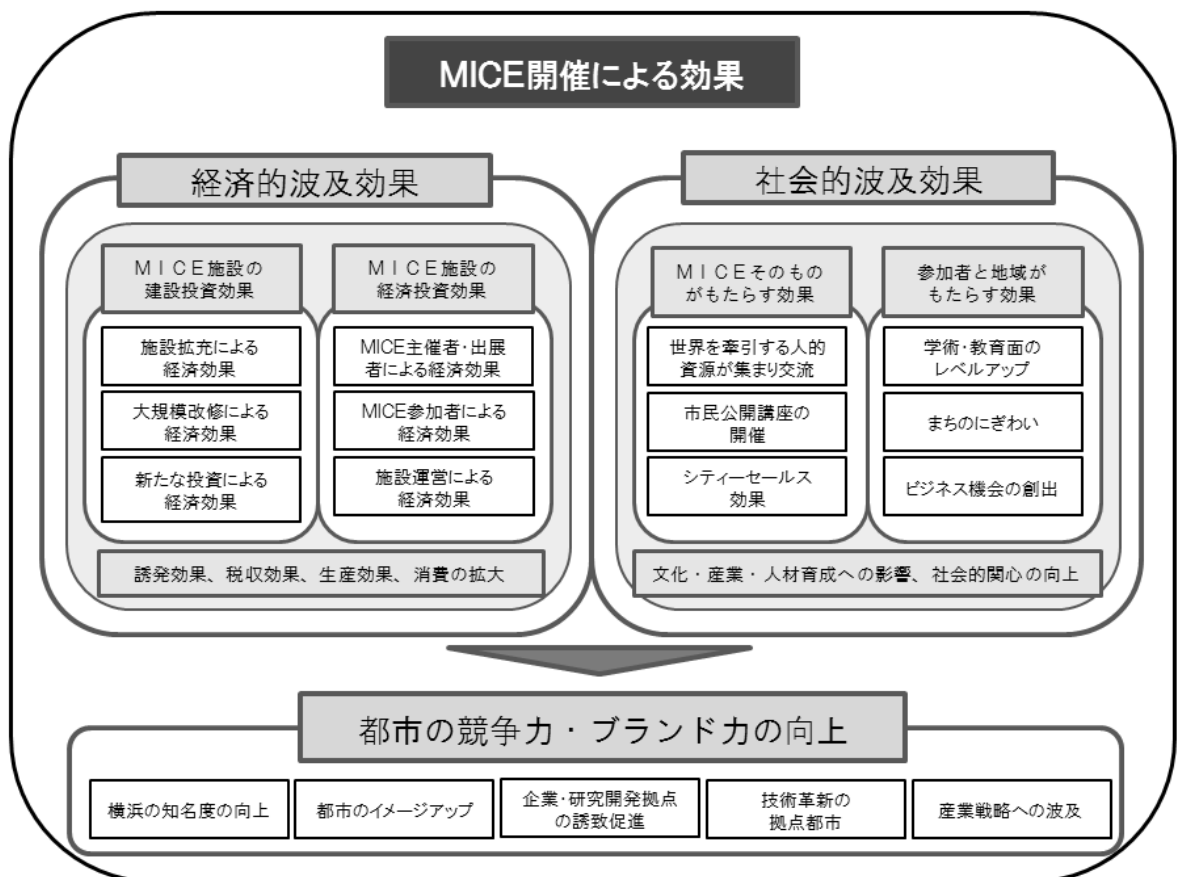 MICE開催による効果
経済的波及効果
ＭＩＣＥ施設の
建設投資効果
施設拡充による
経済効果
大規模改修による
経済効果
新たな投資による
経済効果
ＭＩＣＥ施設の
経済投資効果
MICE主催者・出展
者による経済効果
MICE参加者による
経済効果
施設運営による
経済効果
誘発効果、税収効果、生産効果、消費の拡大
社会的波及効果
ＭＩＣＥそのもの
がもたらす効果
世界を牽引する人的
資源が集まり交流
市民公開講座の
開催
シティーセールス
効果
参加者と地域が
もたらす効果
学術・教育面の
レベルアップ
まちのにぎわい
ビジネス機会の創出
文化・産業・人材育成への影響、社会的関心の向上
都市の競争力・ブランド力の向上
横浜の知名度の向上
都市のイメージアップ
企業・研究開発拠点
の誘致促進
技術革新の
拠点都市
産業戦略への波及